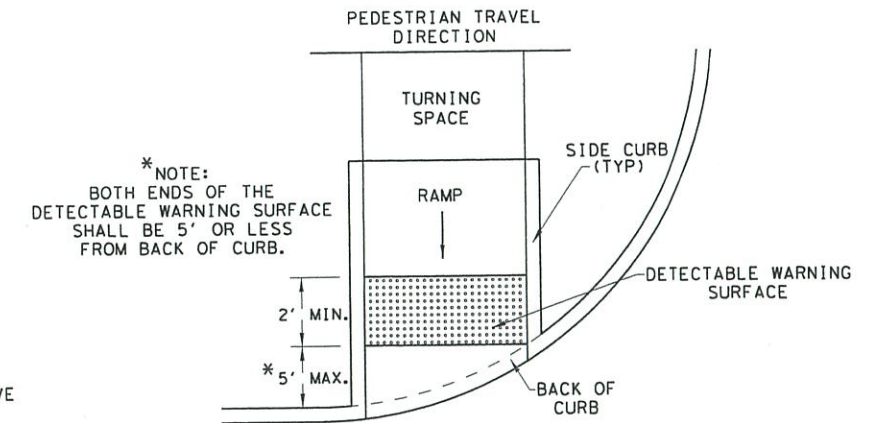 PEDESTRIAN TRAVEL
DIRECTION
TURNING
SPACE
SIDE CURB
(TYP)
*NOTE:
BOTH ENDS OF THE
DETECTABLE WARNING SURFACE
SHALL BE 5' OR LESS
FROM BACK OF CURB.
RAMP
DETECTABLE WARNING
SURFACE
2' MIN.
*5' MAX.
VE
BACK OF
CURB